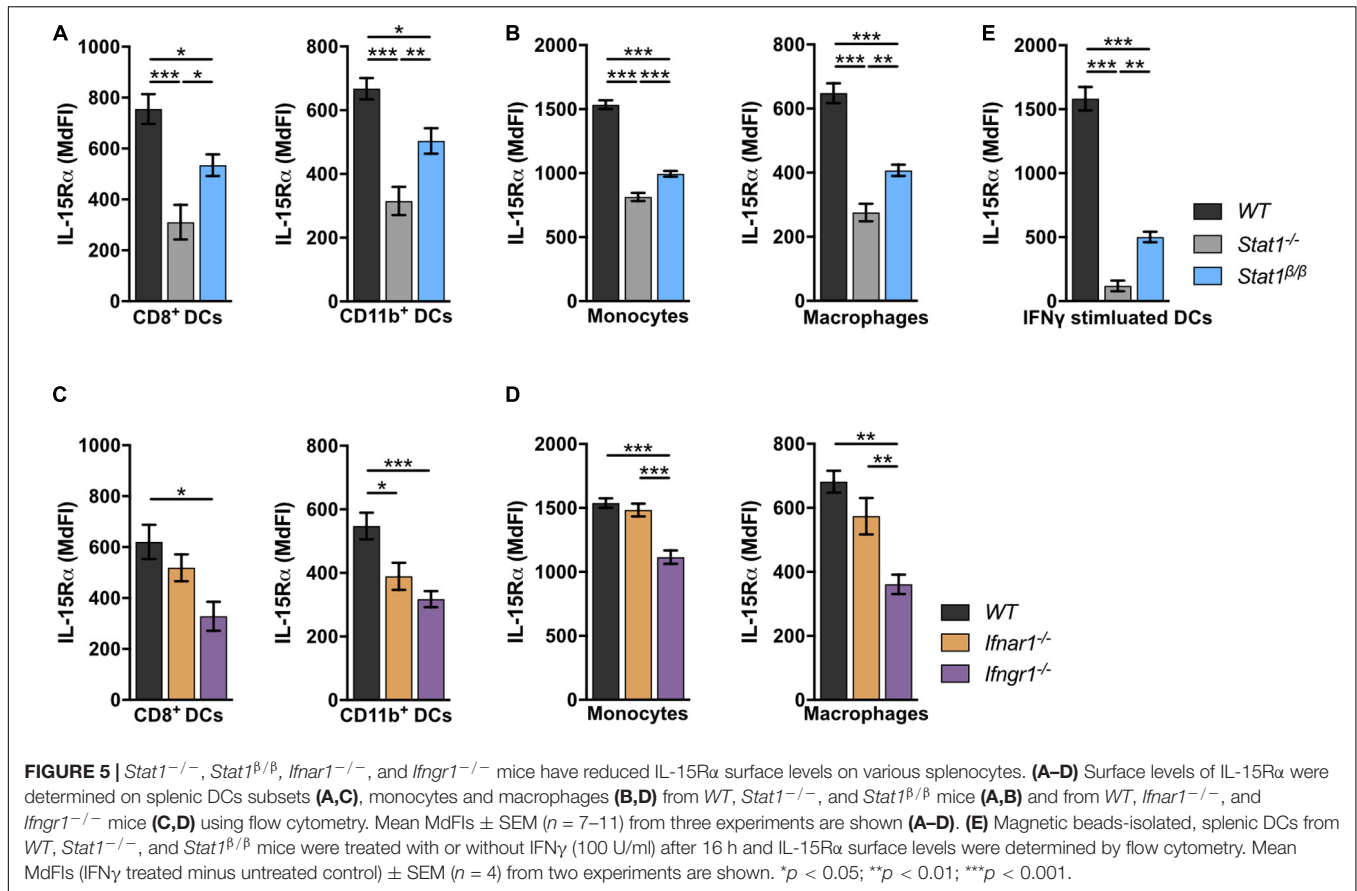 A
IL-15Rα (MdFI)
1000
800
600
400
200
0
*
*** *
CD8+ DCs
IL-15Rα (MdFI)
800
600
400
200
0
*
*** **
CD11b+ DCs
B
IL-15Rα (MdFI)
2000
1500
1000
500
0
***
*** ***
Monocytes
IL-15Rα (MdFI)
800
600
400
200
0
***
*** **
Macrophages
E
IL-15Rα (MdFI)
2000
1500
1000
500
0
***
*** **
IFNγ stimluated DCs
WT
Stat1-/-
Stat1β/β
C
IL-15Rα (MdFI)
1000
800
600
400
200
0
*
CD8+ DCs
IL-15Rα (MdFI)
800
600
400
200
0
***
*
CD11b+ DCs
D
IL-15Rα (MdFI)
2000
1500
1000
500
0
***
***
Monocytes
IL-15Rα (MdFI)
800
600
400
200
0
**
**
Macrophages
WT
Ifnar1-/-
Ifngr1-/-
FIGURE 5 | Stat1−/−, Stat1β/β, Ifnar1−/−, and Ifngr1−/− mice have reduced IL-15Rα surface levels on various splenocytes. (A–D) Surface levels of IL-15Rα were
determined on splenic DCs subsets (A,C), monocytes and macrophages (B,D) from WT, Stat1−/−, and Stat1β/β mice (A,B) and from WT, Ifnar1−/−, and
Ifngr1−/− mice (C,D) using flow cytometry. Mean MdFIs ± SEM (n = 7–11) from three experiments are shown (A–D). (E) Magnetic beads-isolated, splenic DCs from
WT, Stat1−/−, and Stat1β/β mice were treated with or without IFNγ (100 U/ml) after 16 h and IL-15Rα surface levels were determined by flow cytometry. Mean
MdFIs (IFNγ treated minus untreated control) ± SEM (n = 4) from two experiments are shown. *p < 0.05; **p < 0.01; ***p < 0.001.